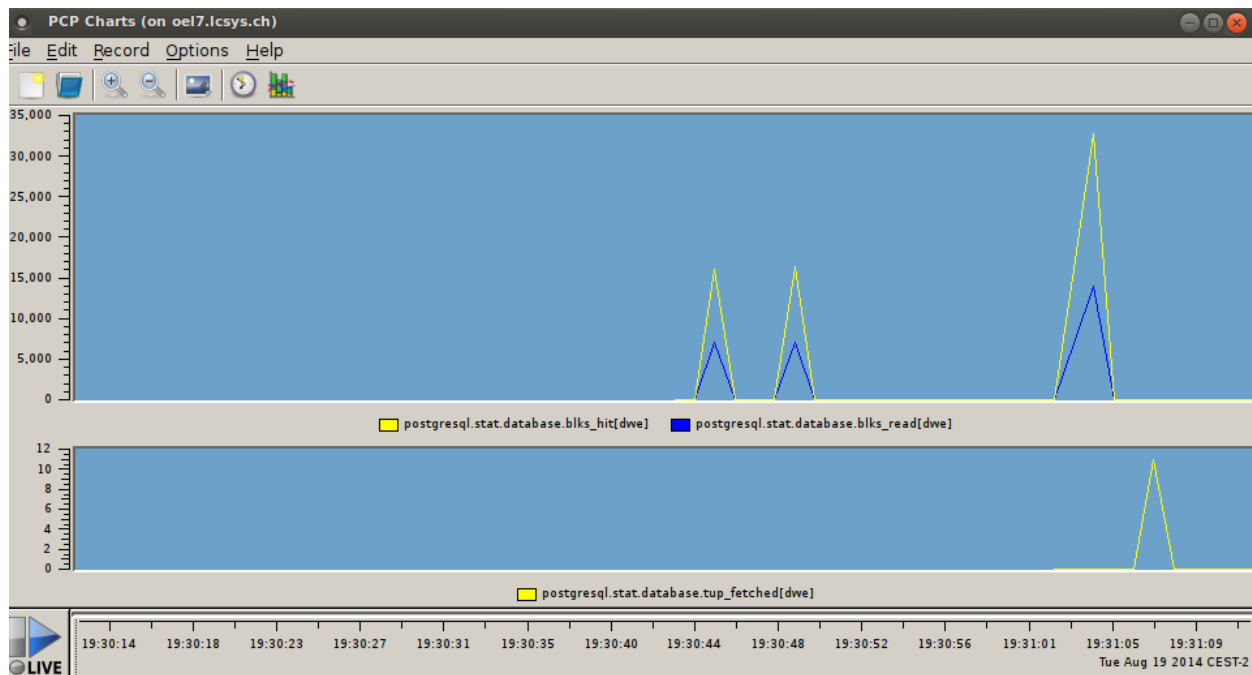 PCP Charts (on oel7.lcsys.ch)
File Edit Record Options Help
35,000
30,000
25,000
20,000
15,000
10,000
5,000
0
postgresql.stat.database.blks_hit[dwe] postgresql.stat.database.blks_read[dwe]
12
10
8
6
4
2
0
postgresql.stat.database.tup_fetched[dwe]
19:30:14 19:30:18 19:30:23 19:30:27 19:30:31 19:30:35 19:30:40 19:30:44 19:30:48 19:30:52 19:30:56 19:31:01 19:31:05 19:31:09
LIVE Tue Aug 19 2014 CEST-2